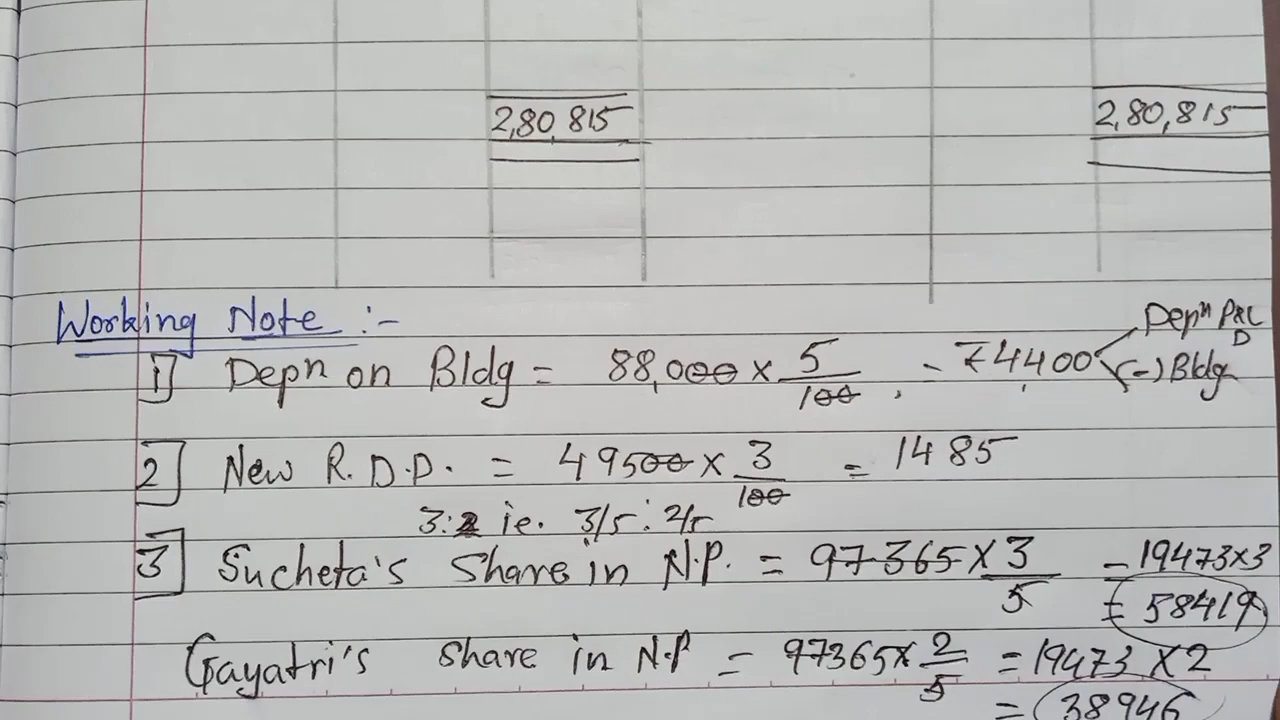 2,80,815 2,80,815
Working Note :-
Depn P&L
D
1] Depn on Bldg = 88,000 × 5/100 = ₹4400 (-) Bldg
2] New R.D.D. = 49500 × 3/100 = 1485
3:2 ie. 3/5 : 2/5
3] Sucheta's Share in N.P. = 97365 × 3/5 = 19473×3
= 58419
Gayatri's Share in N.P = 97365 × 2/5 = 19473 × 2
= 38946